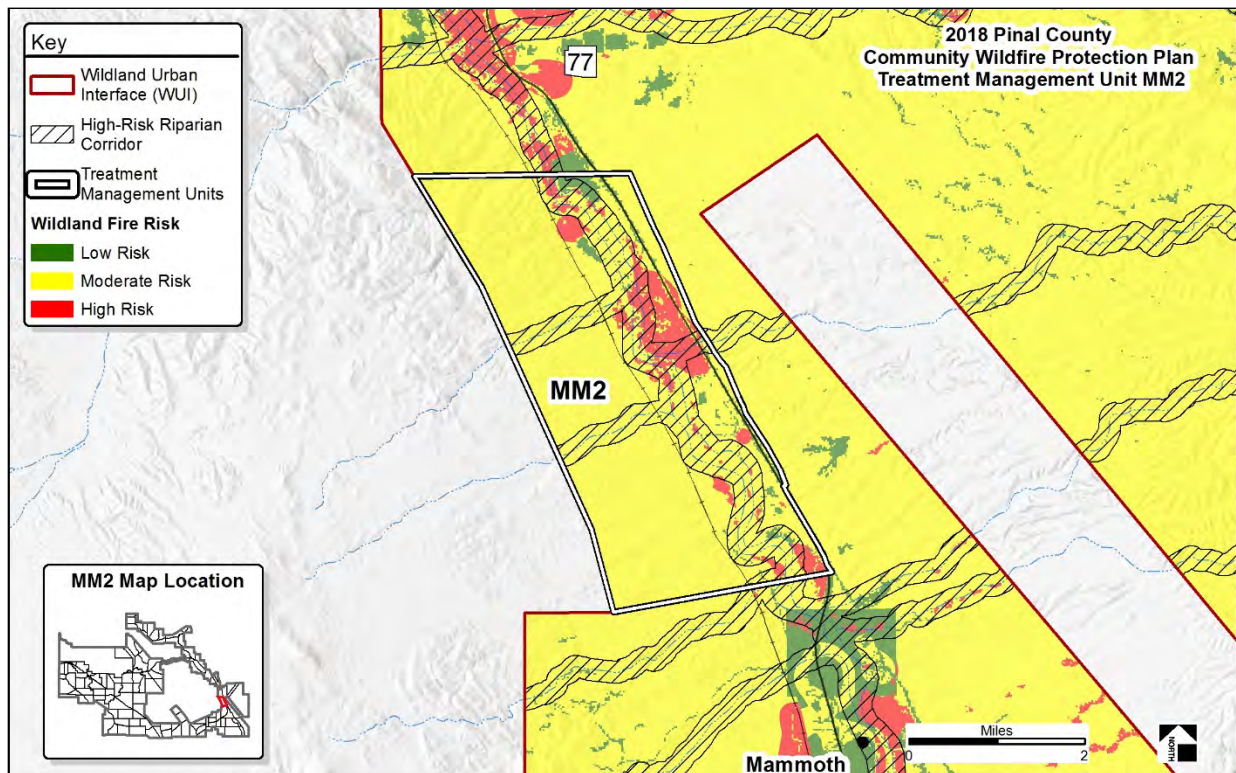 Key
Wildland Urban
Interface (WUI)
High-Risk Riparian
Corridor
Treatment
Management Units
Wildland Fire Risk
Low Risk
Moderate Risk
High Risk
77
2018 Pinal County
Community Wildfire Protection Plan
Treatment Management Unit MM2
MM2
MM2 Map Location
Mammoth
Miles
0
2
NORTH